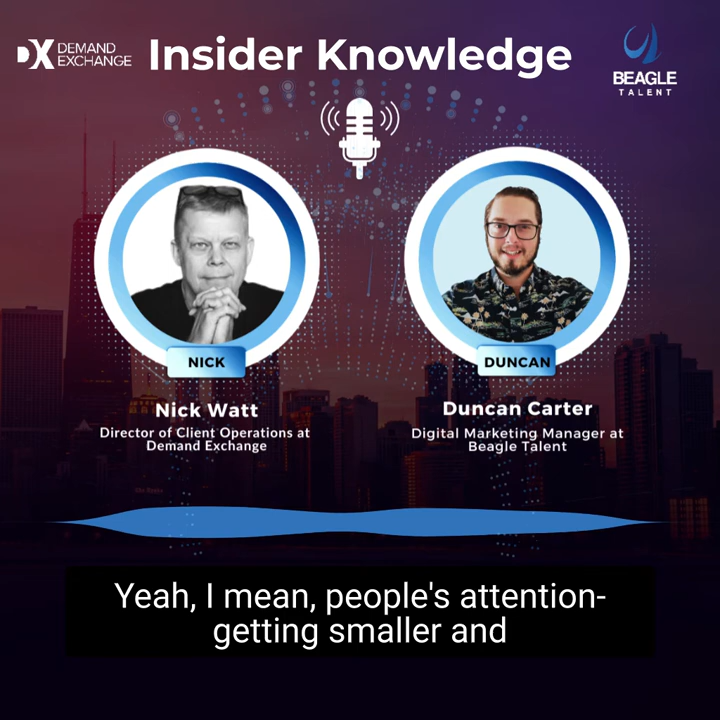 DX DEMAND EXCHANGE
Insider Knowledge
BEAGLE
TALENT
NICK
DUNCAN
Nick Watt
Director of Client Operations at
Demand Exchange
Duncan Carter
Digital Marketing Manager at
Beagle Talent
Yeah, I mean, people's attention-
getting smaller and